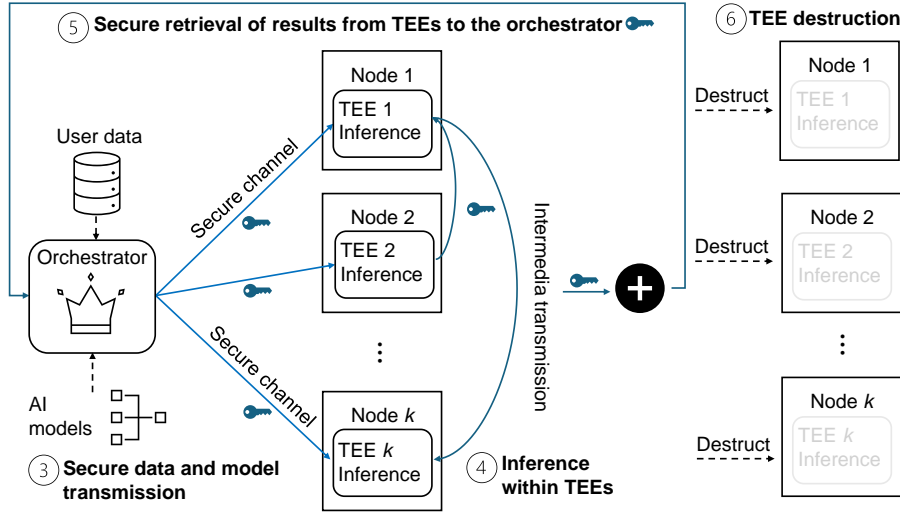 5 Secure retrieval of results from TEEs to the orchestrator
6 TEE destruction
Node 1
TEE 1
Inference
User data
Secure channel
Node 2
TEE 2
Inference
Orchestrator
Secure channel
Node k
TEE k
Inference
AI
models
3 Secure data and model
transmission
4 Inference
within TEEs
Intermedia transmission
Destruct
Node 1
TEE 1
Inference
Destruct
Node 2
TEE 2
Inference
Destruct
Node k
TEE k
Inference